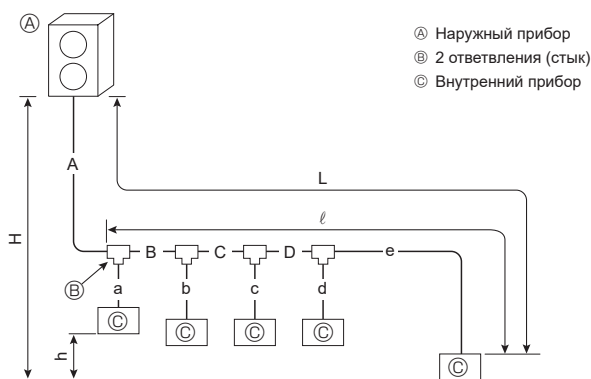 Ⓐ
Ⓐ Наружный прибор
Ⓑ 2 ответвления (стык)
Ⓒ Внутренний прибор
A
L
H
ℓ
B C D e
Ⓑ a b c d
Ⓒ Ⓒ Ⓒ Ⓒ
h
Ⓒ